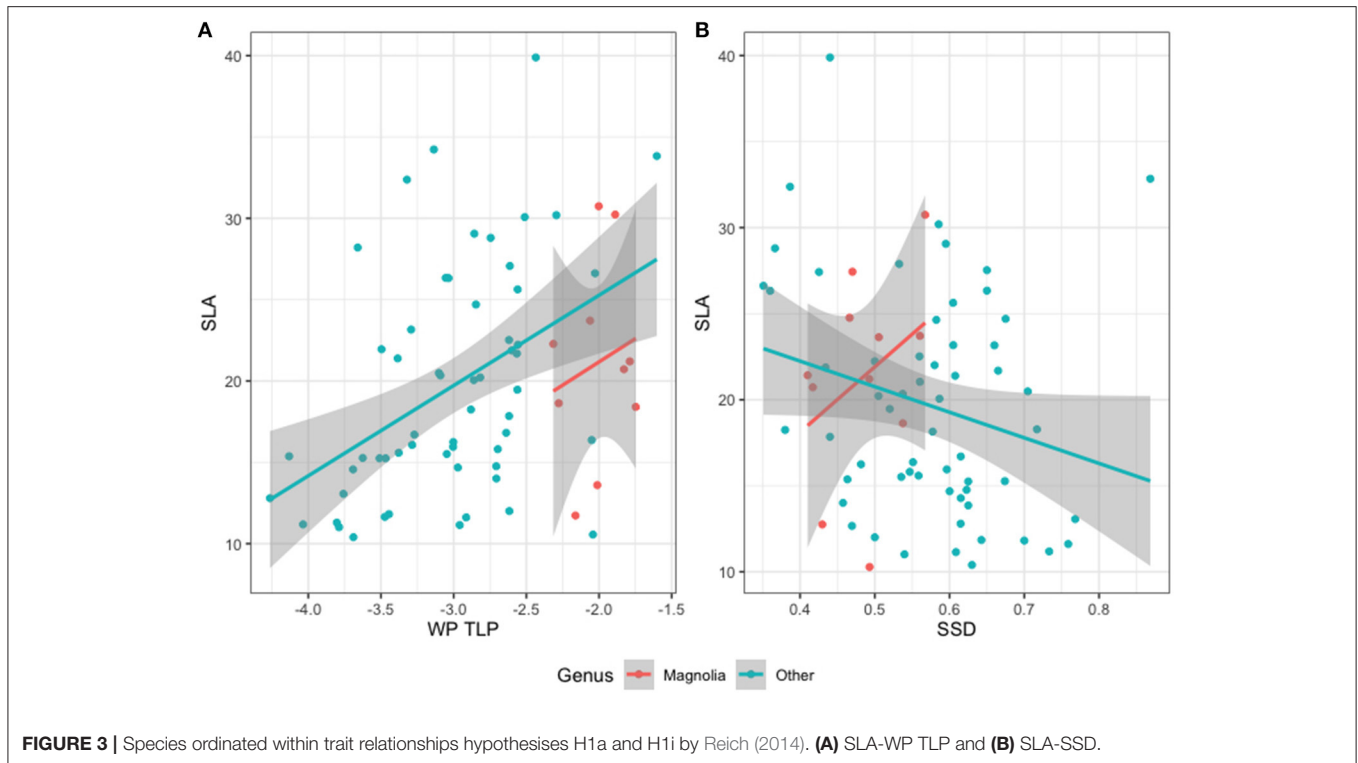 A
B
40
30
20
10
SLA
-4.0 -3.5 -3.0 -2.5 -2.0 -1.5
WP TLP
40
30
20
10
SLA
0.4 0.5 0.6 0.7 0.8
SSD
Genus Magnolia Other
FIGURE 3 | Species ordinated within trait relationships hypothesises H1a and H1i by Reich (2014). (A) SLA-WP TLP and (B) SLA-SSD.